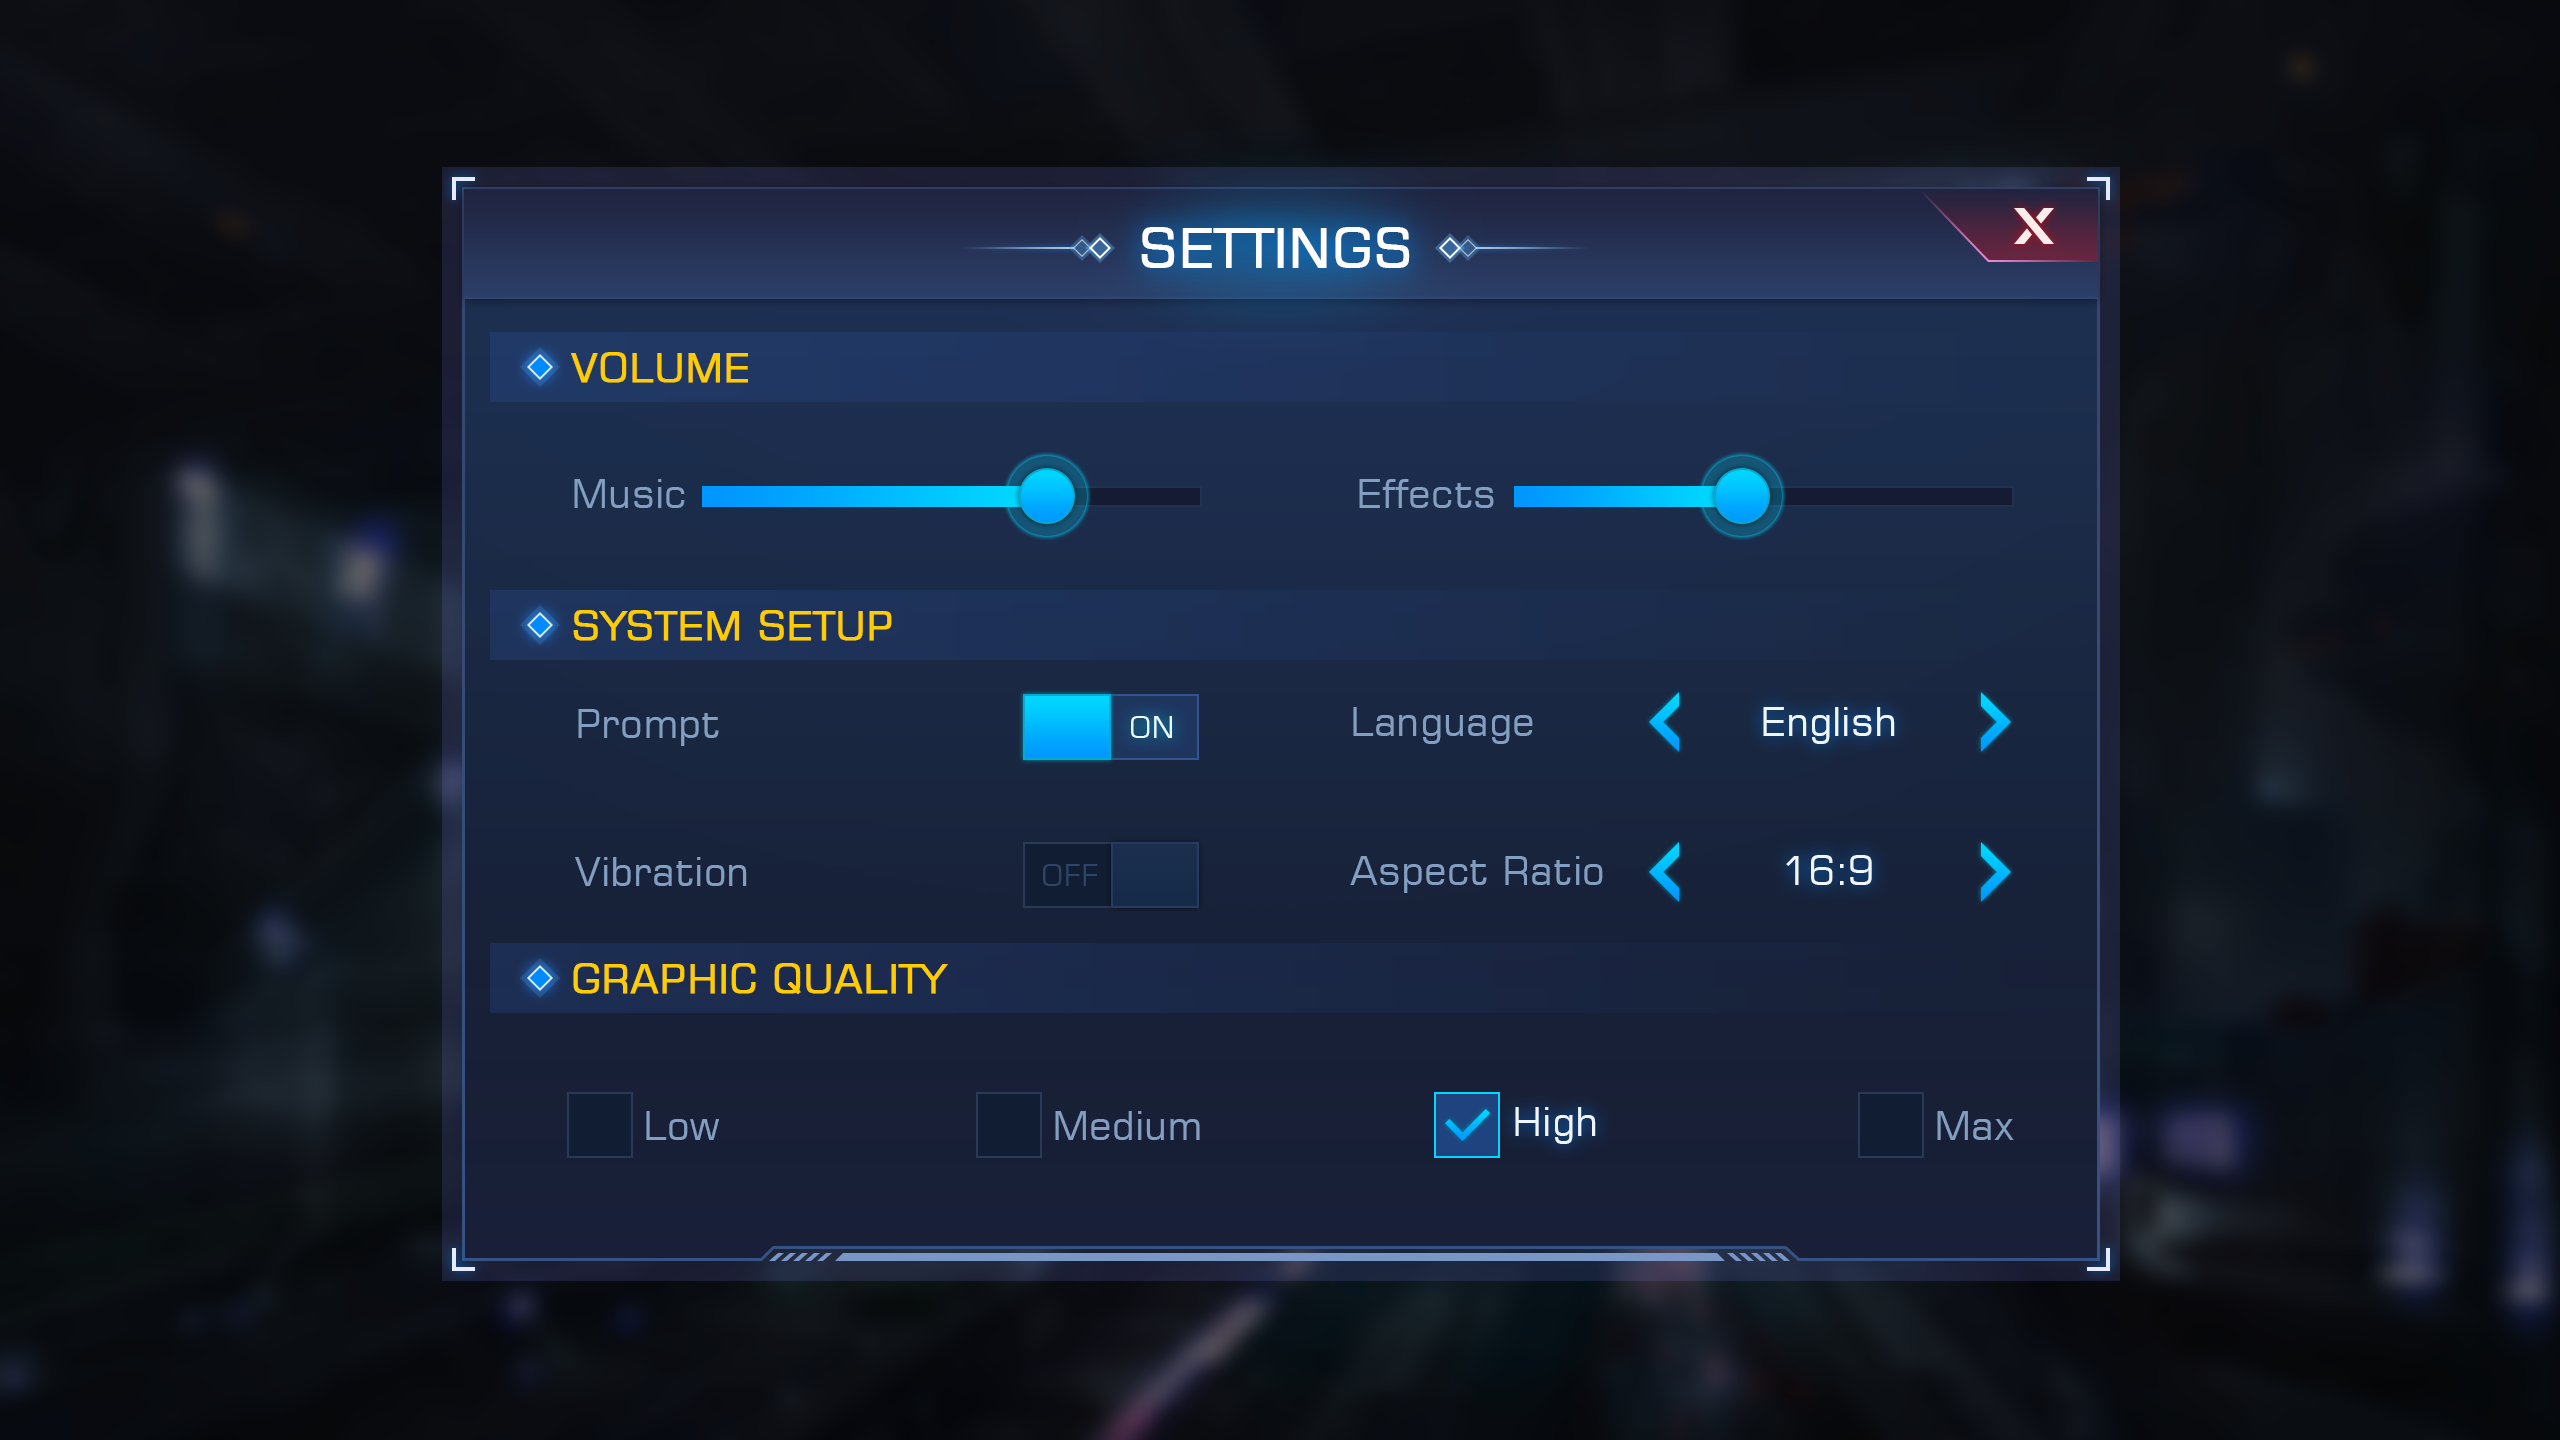 SETTINGS
X
VOLUME
Music
Effects
SYSTEM SETUP
Prompt ON
Language English
Vibration OFF
Aspect Ratio 16:9
GRAPHIC QUALITY
Low Medium High Max